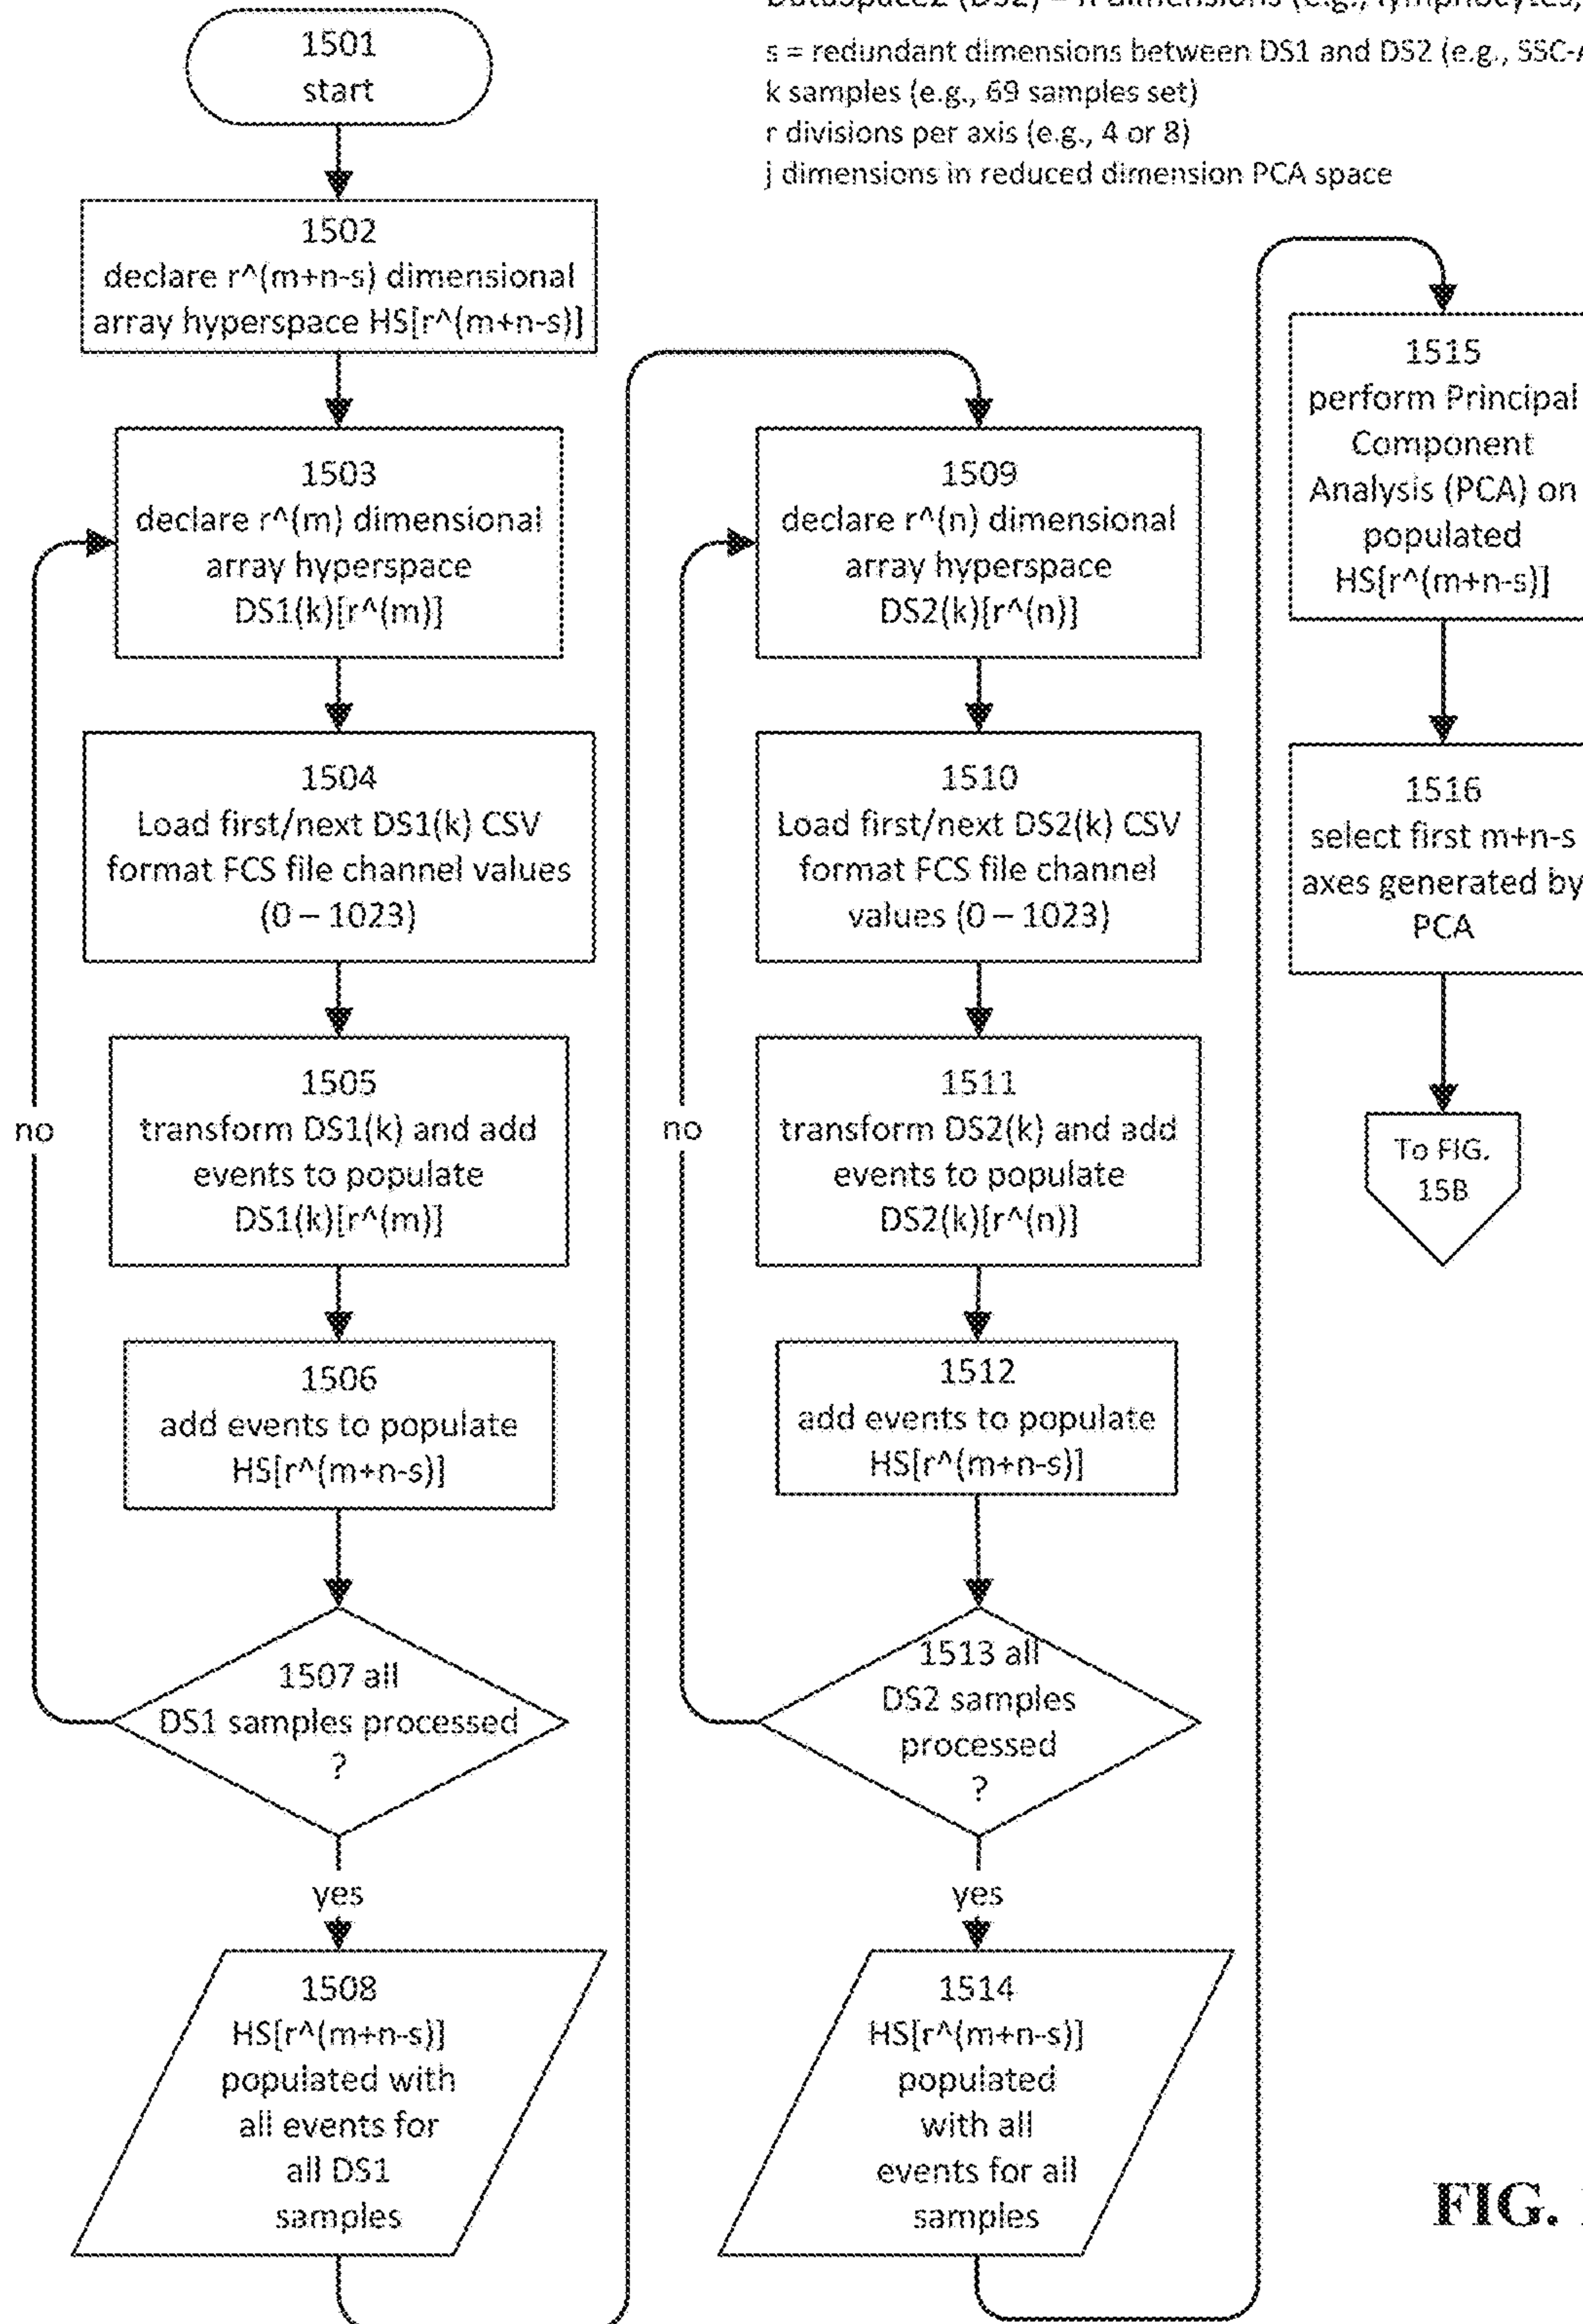 DataSpace2 (DS2) = n dimensions (e.g., lymphocytes,
s = redundant dimensions between DS1 and DS2 (e.g., SSC-A
k samples (e.g., 69 samples set)
r divisions per axis (e.g., 4 or 8)
j dimensions in reduced dimension PCA space
1501
start
1502
declare r^(m+n-s) dimensional
array hyperspace HS[r^(m+n-s)]
1503
declare r^(m) dimensional
array hyperspace
DS1(k)[r^(m)]
1504
Load first/next DS1(k) CSV
format FCS file channel values
(0 – 1023)
1505
transform DS1(k) and add
events to populate
DS1(k)[r^(m)]
1506
add events to populate
HS[r^(m+n-s)]
1507 all
DS1 samples processed
?
no
yes
1508
HS[r^(m+n-s)]
populated with
all events for
all DS1
samples
1509
declare r^(n) dimensional
array hyperspace
DS2(k)[r^(n)]
1510
Load first/next DS2(k) CSV
format FCS file channel
values (0 – 1023)
1511
transform DS2(k) and add
events to populate
DS2(k)[r^(n)]
1512
add events to populate
HS[r^(m+n-s)]
1513 all
DS2 samples
processed
?
no
yes
1514
HS[r^(m+n-s)]
populated
with all
events for all
samples
1515
perform Principal
Component
Analysis (PCA) on
populated
HS[r^(m+n-s)]
1516
select first m+n-s
axes generated by
PCA
To FIG.
15B
FIG.